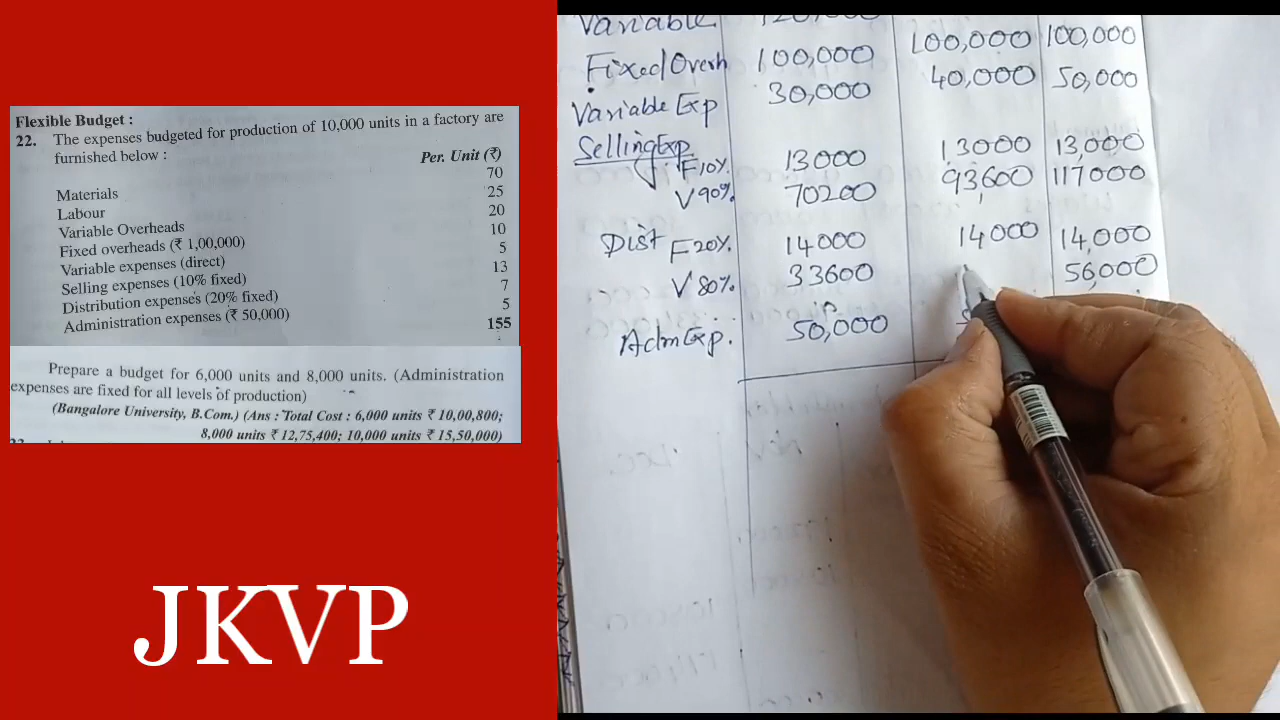 Flexible Budget :
22. The expenses budgeted for production of 10,000 units in a factory are
furnished below :
Per. Unit (₹)
Materials 70
Labour 25
Variable Overheads 20
Fixed overheads (₹ 1,00,000) 10
Variable expenses (direct) 5
Selling expenses (10% fixed) 13
Distribution expenses (20% fixed) 7
Administration expenses (₹ 50,000) 5
155
Prepare a budget for 6,000 units and 8,000 units. (Administration
expenses are fixed for all levels of production)
(Bangalore University, B.Com.) (Ans : Total Cost : 6,000 units ₹ 10,00,800;
8,000 units ₹ 12,75,400; 10,000 units ₹ 15,50,000)
JKVP
Variable
Fixed Overh 100,000 100,000 100,000
Variable Exp 30,000 40,000 50,000
Selling Exp
F10% 13000 13000 13,000
V90% 70200 93,600 117000
Dist F20% 14000 14000 14,000
V80% 33600 56,000
Adm Exp. 50,000